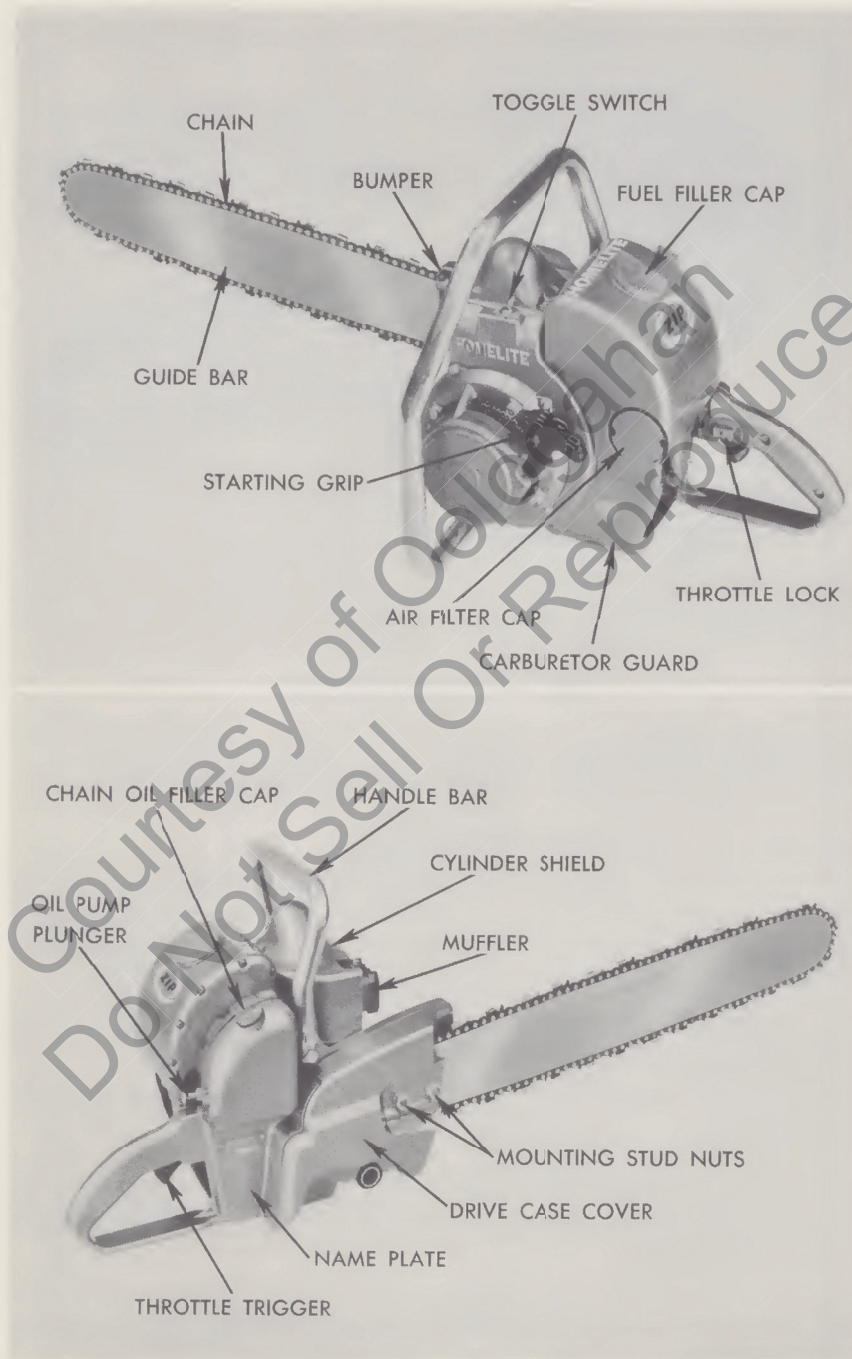 TOGGLE SWITCH
CHAIN
BUMPER
FUEL FILLER CAP
HOMELITE
ZIP
HOMELITE
GUIDE BAR
STARTING GRIP
THROTTLE LOCK
AIR FILTER CAP
CARBURETOR GUARD
CHAIN OIL FILLER CAP
HANDLE BAR
CYLINDER SHIELD
OIL PUMP
PLUNGER
MUFFLER
ZIP
MOUNTING STUD NUTS
DRIVE CASE COVER
NAME PLATE
THROTTLE TRIGGER
Courtesy of Oeldgahan
Do Not Sell Or Reproduce